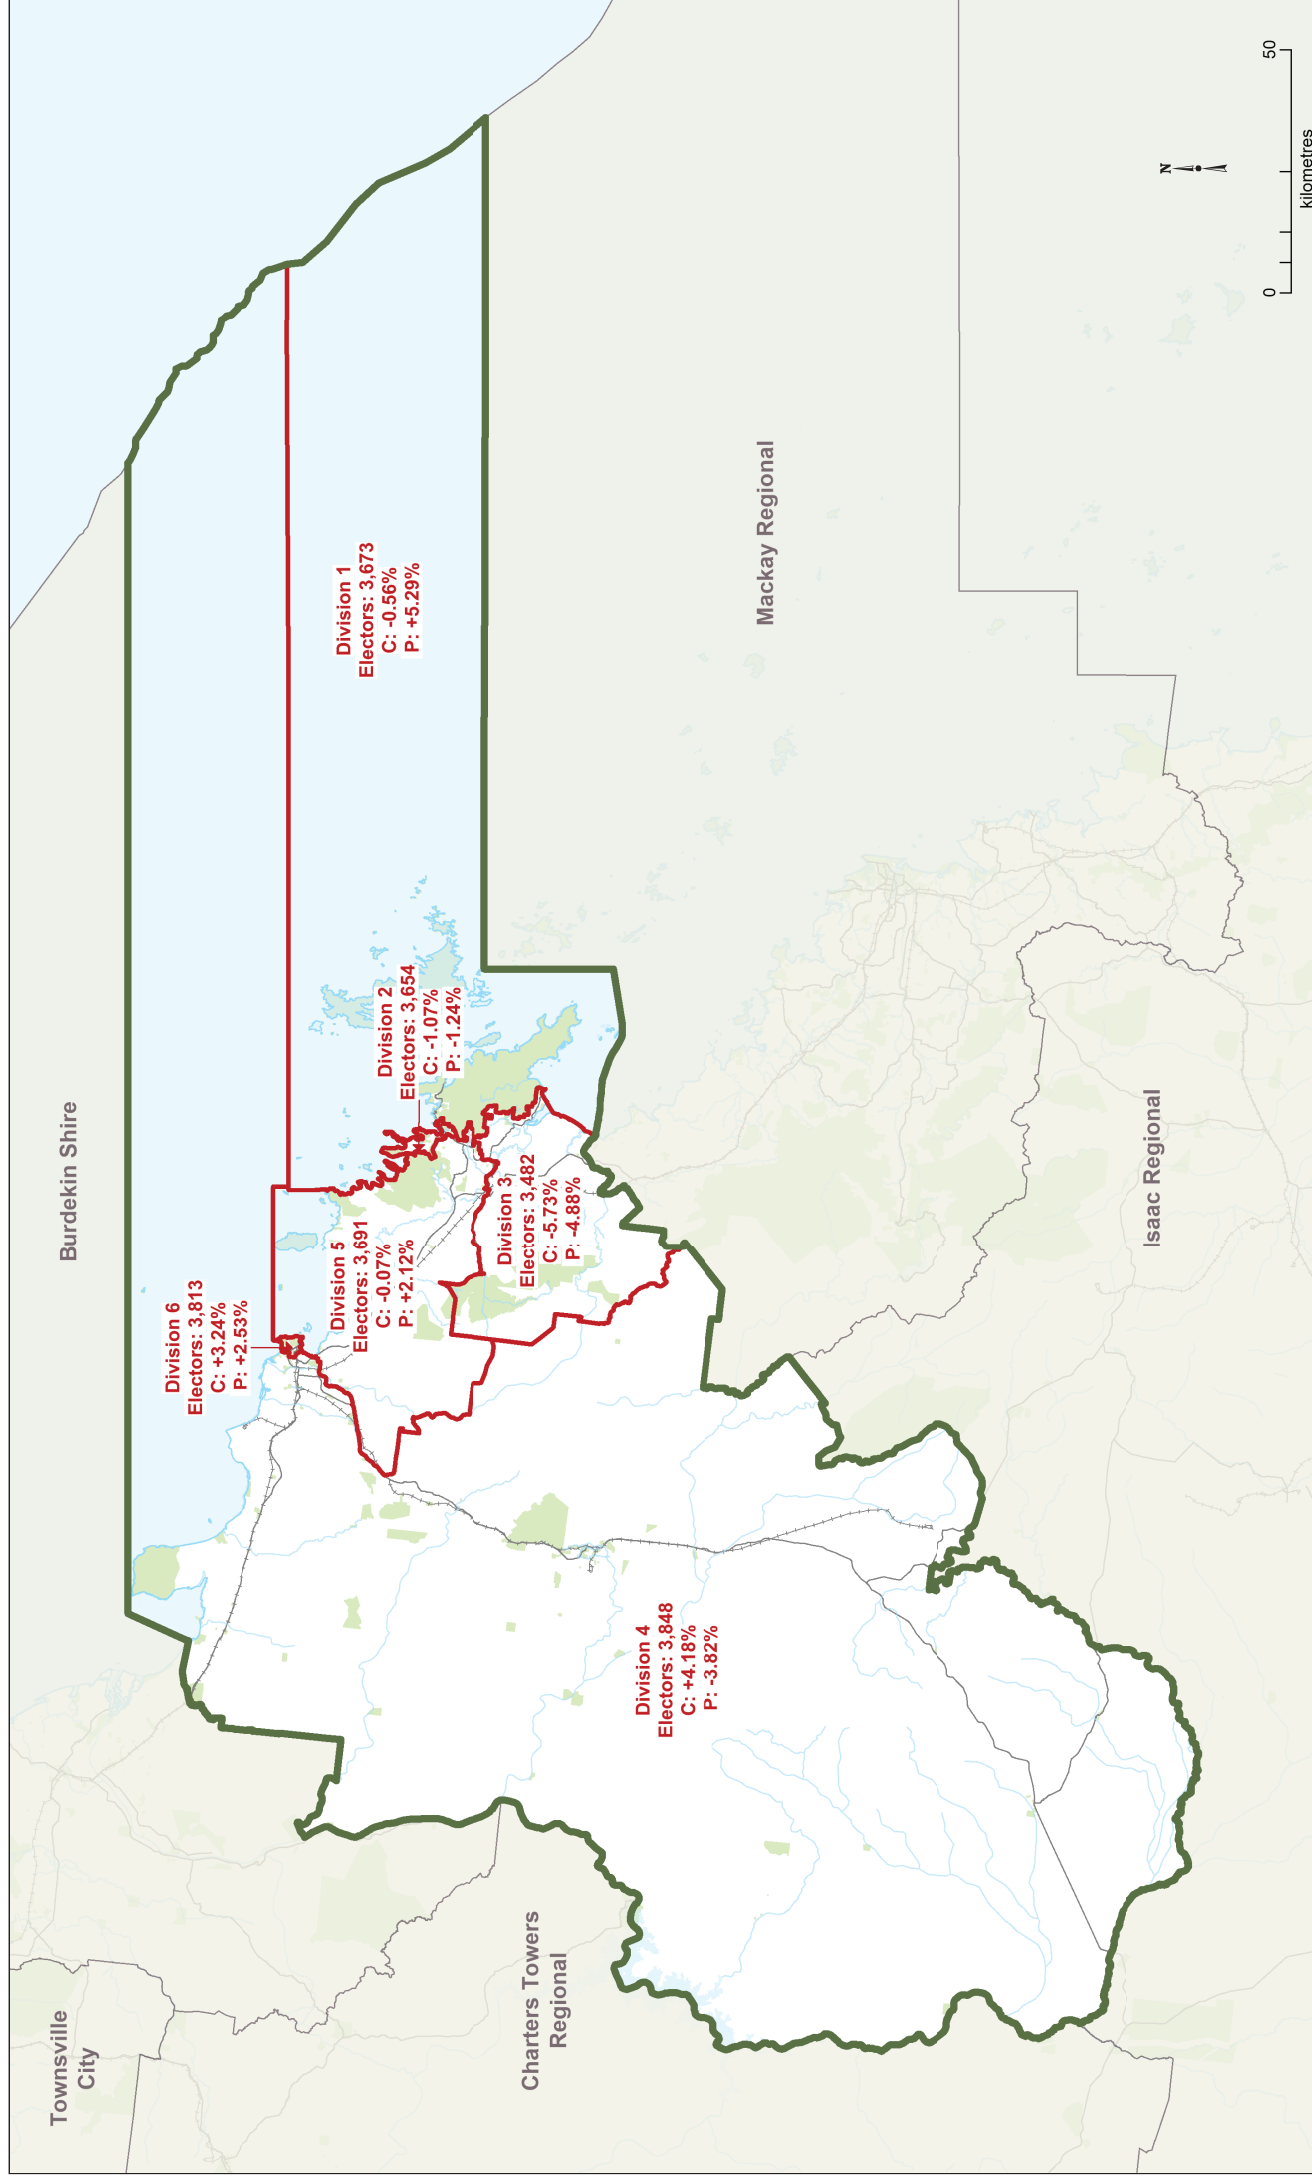 Townsville
City
Burdekin Shire
Charters Towers
Regional
Division 6
Electors: 3,813
C: +3.24%
P: +2.53%
Division 5
Electors: 3,691
C: -0.07%
P: +2.12%
Division 2
Electors: 3,654
C: -1.07%
P: -1.24%
Division 1
Electors: 3,673
C: -0.56%
P: +5.29%
Division 3
Electors: 3,482
C: -5.73%
P: -4.88%
Division 4
Electors: 3,848
C: +4.18%
P: -3.82%
Mackay Regional
Isaac Regional
N
0
50
kilometres